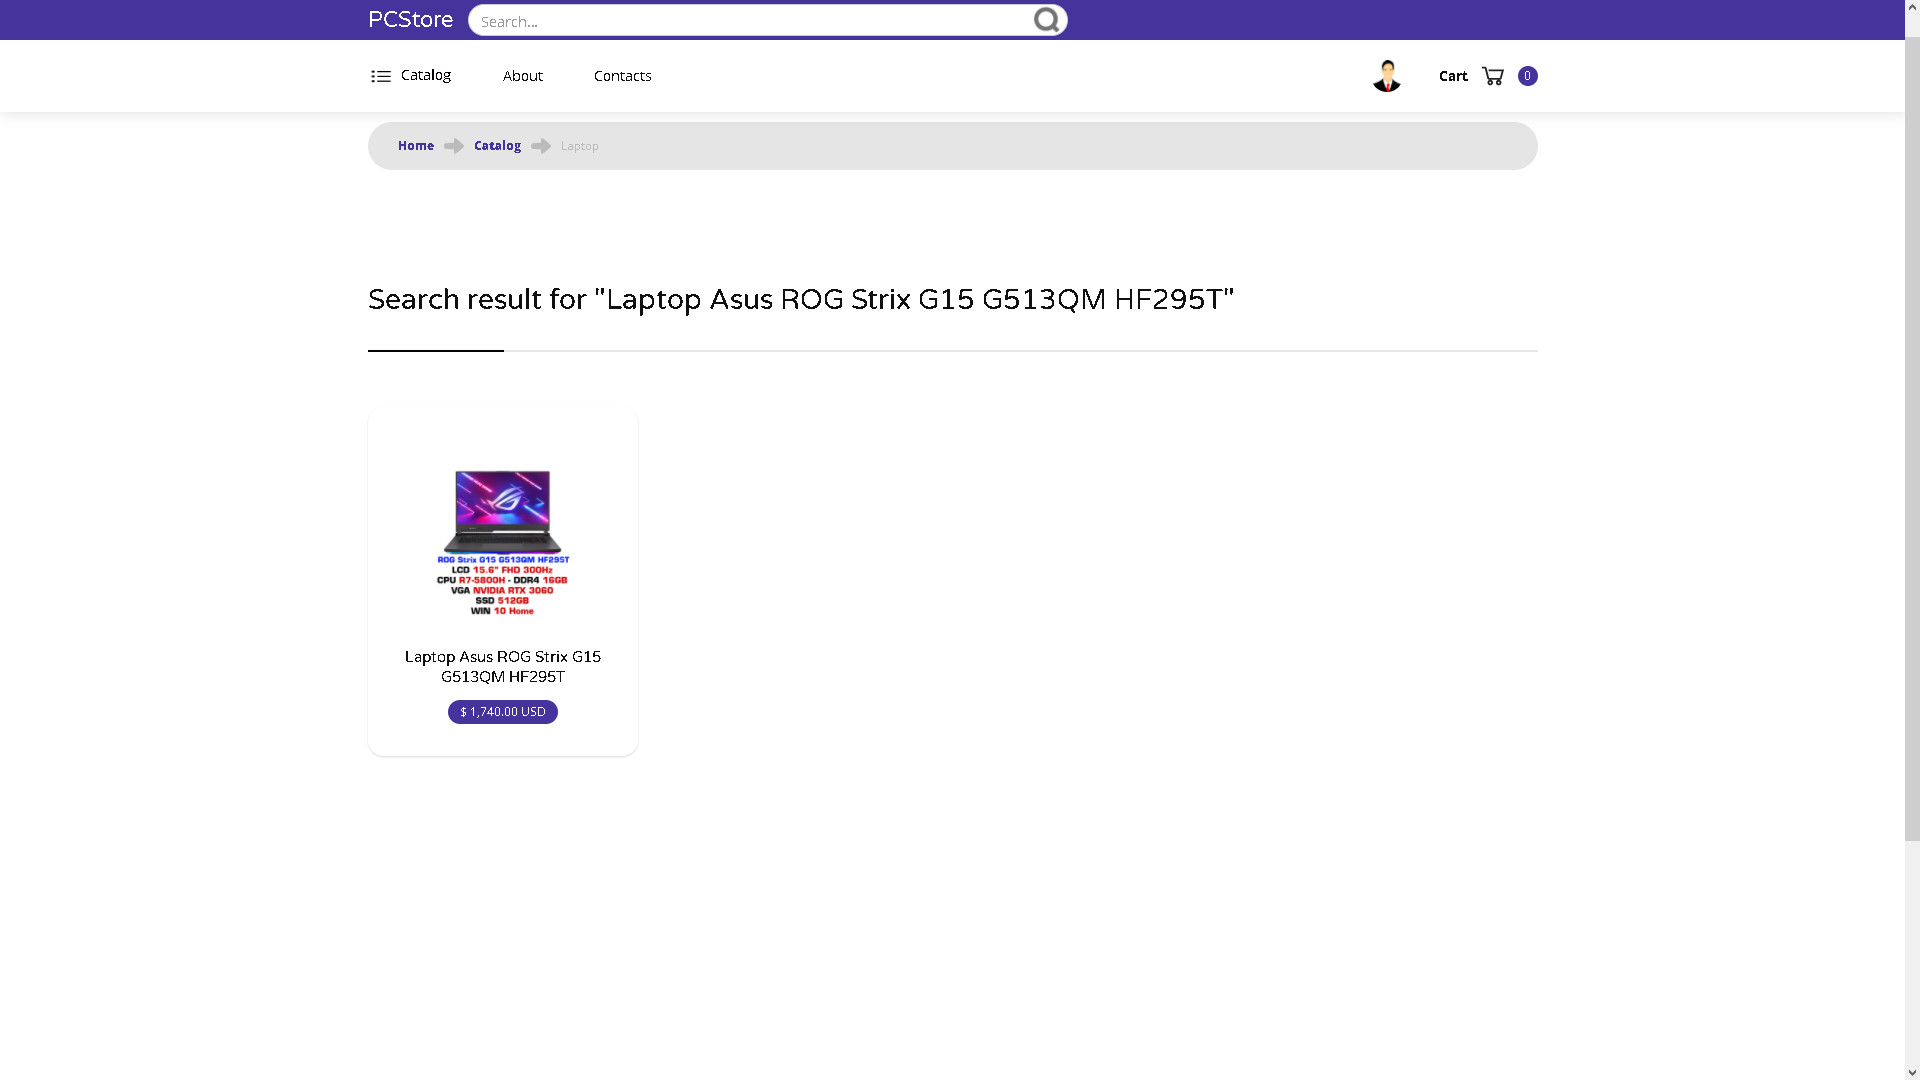 PCStore
Search...
Catalog
About
Contacts
Cart
0
Home
Catalog
Laptop
Search result for "Laptop Asus ROG Strix G15 G513QM HF295T"
ROG Strix G15 G513QM HF295T
LCD 15.6" FHD 300Hz
CPU R7-5800H - DDR4 16GB
VGA NVIDIA RTX 3060
SSD 512GB
WIN 10 Home
Laptop Asus ROG Strix G15
G513QM HF295T
$ 1,740.00 USD